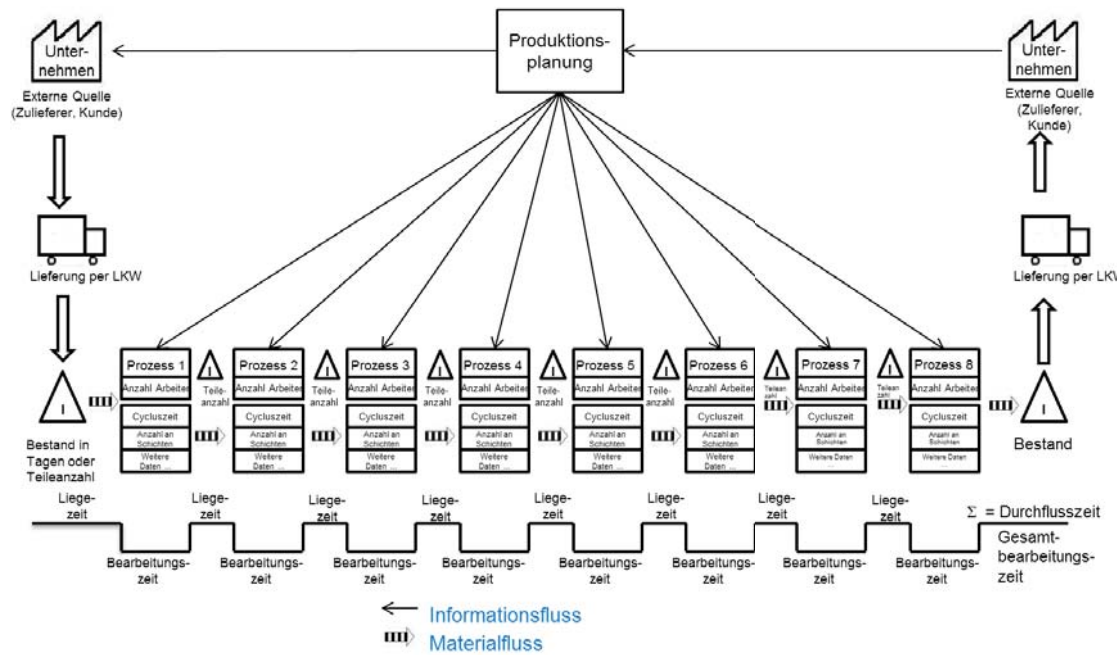 Unter-
nehmen
Externe Quelle
(Zulieferer, Kunde)
Produktions-
planung
Unter-
nehmen
Externe Quelle
(Zulieferer,
Kunde)
Lieferung per LKW
Lieferung per LKW
I
Bestand in
Tagen oder
Teileanzahl
Prozess 1
Anzahl Arbeiter
Cycluszeit
Anzahl an
Schichten
Weitere
Daten ...
I
Teile-
anzahl
Prozess 2
Anzahl Arbeiter
Cycluszeit
Anzahl an
Schichten
Weitere
Daten ...
I
Teile-
anzahl
Prozess 3
Anzahl Arbeiter
Cycluszeit
Anzahl an
Schichten
Weitere
Daten ...
I
Teile-
anzahl
Prozess 4
Anzahl Arbeiter
Cycluszeit
Anzahl an
Schichten
Weitere
Daten ...
I
Teile-
anzahl
Prozess 5
Anzahl Arbeiter
Cycluszeit
Anzahl an
Schichten
Weitere
Daten ...
I
Teile-
anzahl
Prozess 6
Anzahl Arbeiter
Cycluszeit
Anzahl an
Schichten
Weitere
Daten ...
I
Teilean
zahl
Prozess 7
Anzahl Arbeiter
Cycluszeit
Anzahl an
Schichten
Weitere Daten
...
I
Teilean
zahl
Prozess 8
Anzahl Arbeiter
Cycluszeit
Anzahl an
Schichten
Weitere Daten
...
I
Bestand
Liege-
zeit
Liege-
zeit
Liege-
zeit
Liege-
zeit
Liege-
zeit
Liege-
zeit
Liege-
zeit
Liege-
zeit
Σ = Durchflusszeit
Bearbeitungs-
zeit
Bearbeitungs-
zeit
Bearbeitungs-
zeit
Bearbeitungs-
zeit
Bearbeitungs-
zeit
Bearbeitungs-
zeit
Bearbeitungs-
zeit
Bearbeitungs-
zeit
Gesamt-
bearbeitungs-
zeit
Informationsfluss
Materialfluss